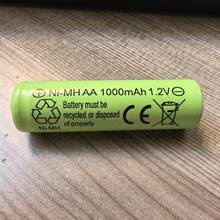 Ni-MH AA 1000mAh 1.2V
Battery must be
recycled or disposed
of properly
Ni-MH
CE